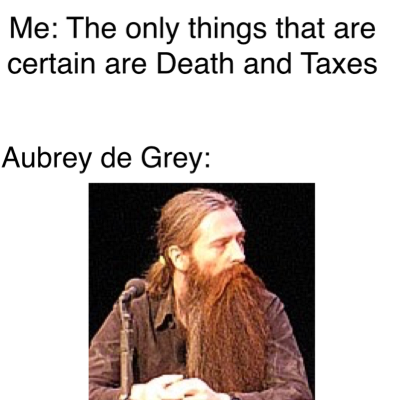 Me: The only things that are
certain are Death and Taxes
Aubrey de Grey: